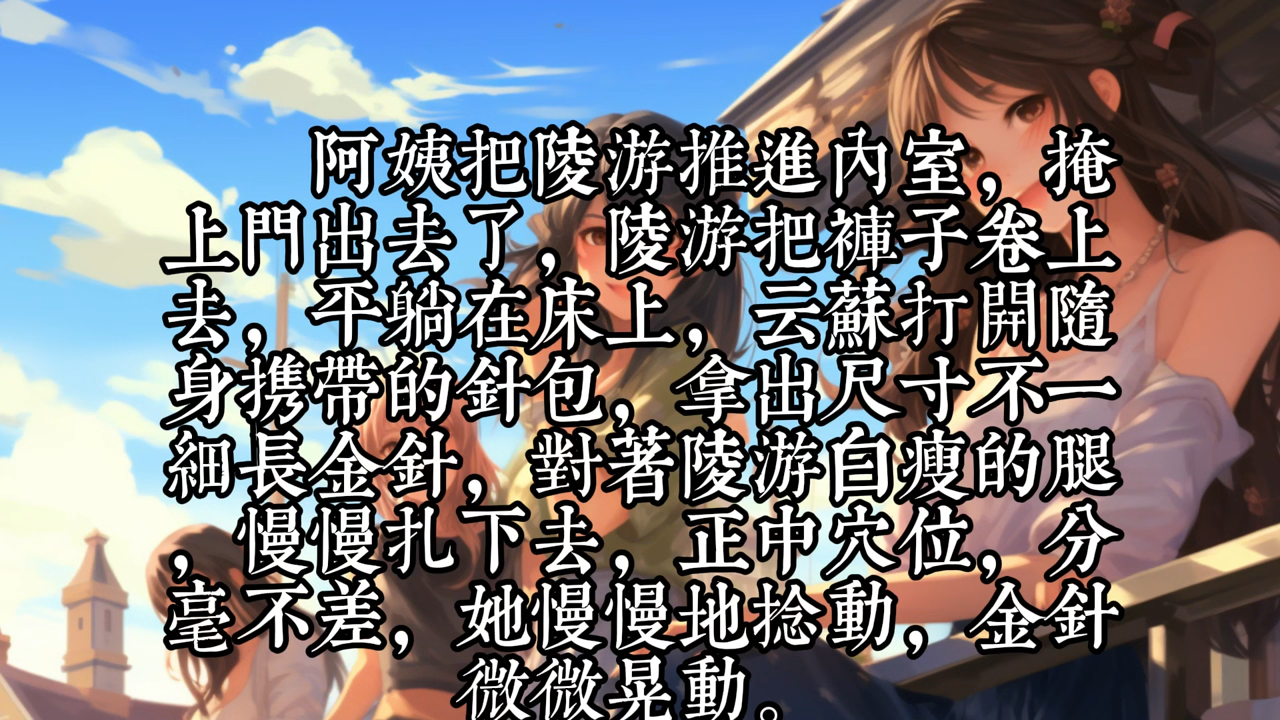 阿姨把陵游推進內室，掩
上門出去了，陵游把褲子卷上
去，平躺在床上，云蘇打開隨
身携帶的針包，拿出尺寸不一
細長金針，對著陵游白瘦的腿
，慢慢扎下去，正中穴位，分
毫不差，她慢慢地捻動，金針
微微晃動。